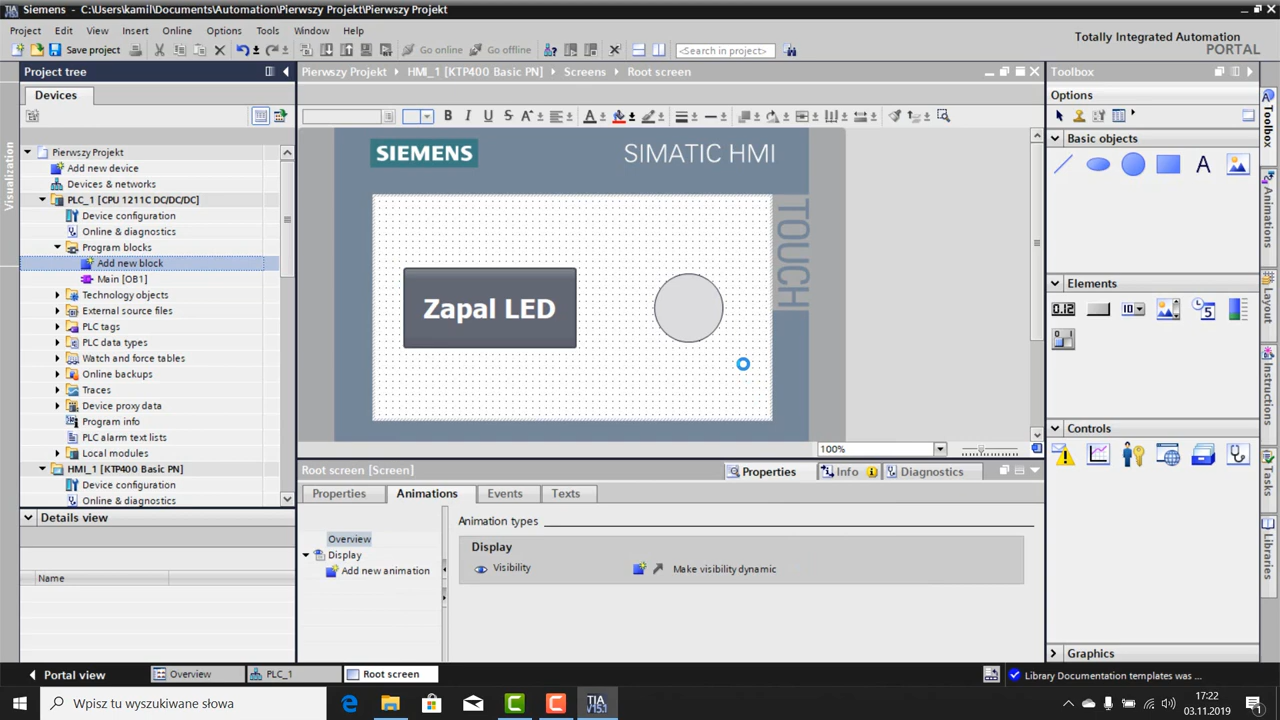 Siemens - C:\Users\kamil\Documents\Automation\Pierwszy Projekt\Pierwszy Projekt
Project Edit View Insert Online Options Window Help
Totally Integrated Automation
PORTAL
Save project Go online Go offline <Search in project>
Project tree
Pierwszy Projekt HMI_1 [KTP400 Basic PN] Screens Root screen
Toolbox
Devices
Options
Basic objects
Visualization
Pierwszy Projekt
Add new device
Devices & networks
PLC_1 [CPU 1211C DC/DC/DC]
Device configuration
Online & diagnostics
Program blocks
Add new block
Main [OB1]
Technology objects
External source files
PLC tags
PLC data types
Watch and force tables
Online backups
Traces
Device proxy data
Program info
PLC alarm text lists
Local modules
HMI_1 [KTP400 Basic PN]
Device configuration
Online & diagnostics
SIEMENS
SIMATIC HMI
TOUCH
Zapal LED
100%
Elements
0.12
10
5
Controls
Graphics
Toolbox
Animations
Layout
Instructions
Tasks
Libraries
Details view
Name
Root screen [Screen]
Properties Info Diagnostics
Properties Animations Events Texts
Overview
Display
Add new animation
Animation types
Display
Visibility
Make visibility dynamic
Portal view Overview PLC_1 Root screen
Library Documentation templates was ...
Wpisz tu wyszukiwane słowa
17:22
03.11.2019
1